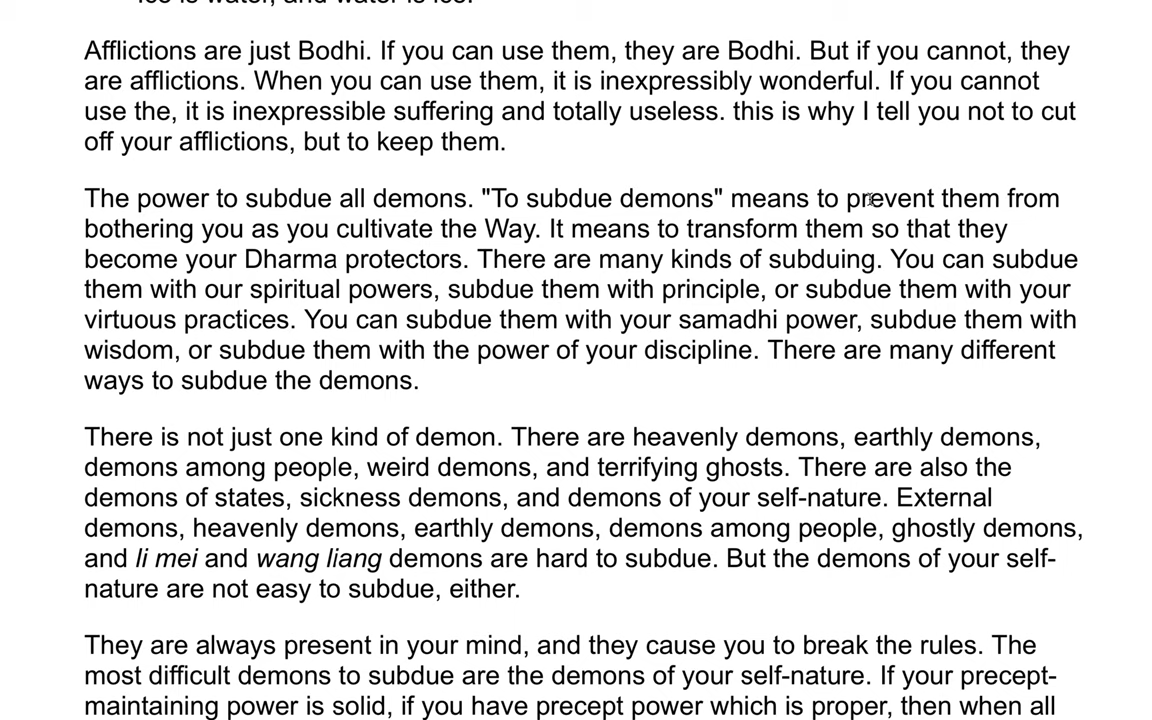 ice is water, and water is ice.
Afflictions are just Bodhi. If you can use them, they are Bodhi. But if you cannot, they
are afflictions. When you can use them, it is inexpressibly wonderful. If you cannot
use the, it is inexpressible suffering and totally useless. this is why I tell you not to cut
off your afflictions, but to keep them.
The power to subdue all demons. "To subdue demons" means to prevent them from
bothering you as you cultivate the Way. It means to transform them so that they
become your Dharma protectors. There are many kinds of subduing. You can subdue
them with our spiritual powers, subdue them with principle, or subdue them with your
virtuous practices. You can subdue them with your samadhi power, subdue them with
wisdom, or subdue them with the power of your discipline. There are many different
ways to subdue the demons.
There is not just one kind of demon. There are heavenly demons, earthly demons,
demons among people, weird demons, and terrifying ghosts. There are also the
demons of states, sickness demons, and demons of your self-nature. External
demons, heavenly demons, earthly demons, demons among people, ghostly demons,
and li mei and wang liang demons are hard to subdue. But the demons of your self-
nature are not easy to subdue, either.
They are always present in your mind, and they cause you to break the rules. The
most difficult demons to subdue are the demons of your self-nature. If your precept-
maintaining power is solid, if you have precept power which is proper, then when all